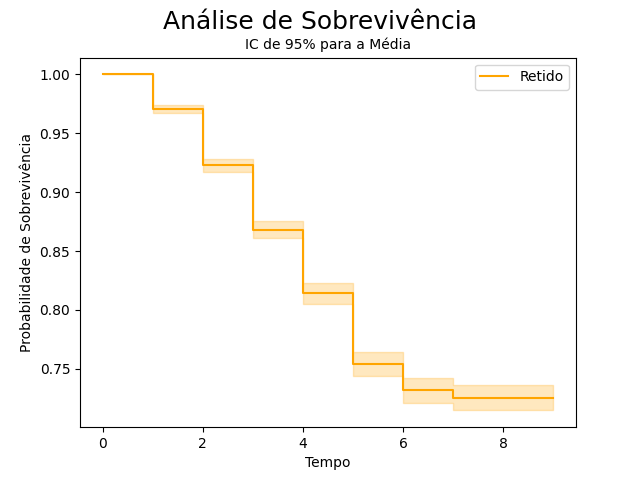 Análise de Sobrevivência
IC de 95% para a Média
Retido
1.00
0.95
0.90
0.85
0.80
0.75
Probabilidade de Sobrevivência
0 2 4 6 8
Tempo